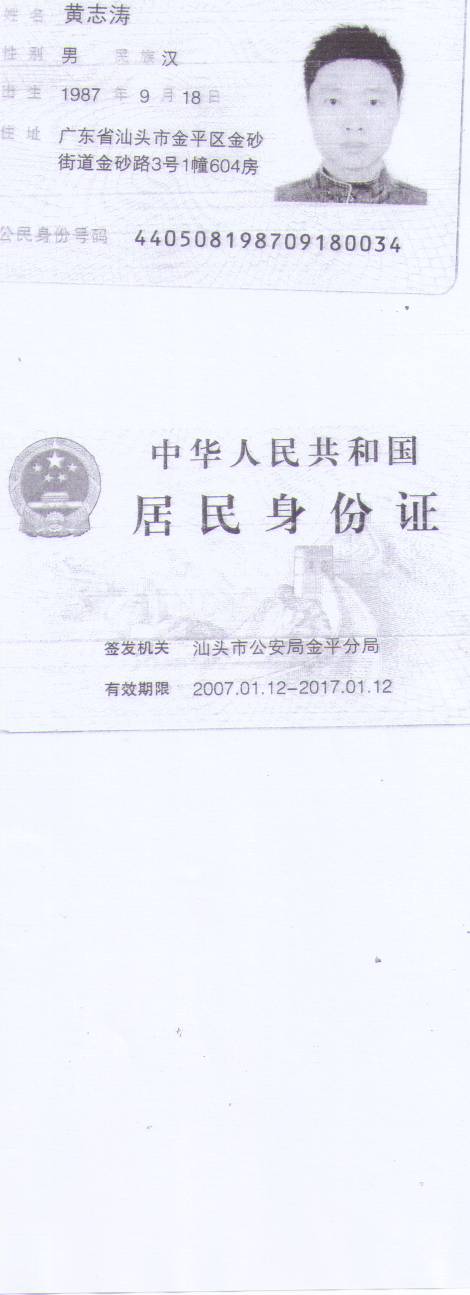 姓名 黄志涛
性别 男 民族 汉
出生 1987 年 9 月 18 日
住址 广东省汕头市金平区金砂
街道金砂路3号1幢604房
公民身份号码 440508198709180034
中华人民共和国
居民身份证
签发机关 汕头市公安局金平分局
有效期限 2007.01.12-2017.01.12